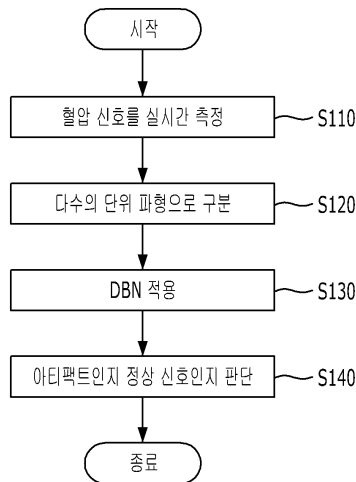 시작
혈압 신호를 실시간 측정
S110
다수의 단위 파형으로 구분
S120
DBN 적용
S130
아티팩트인지 정상 신호인지 판단
S140
종료